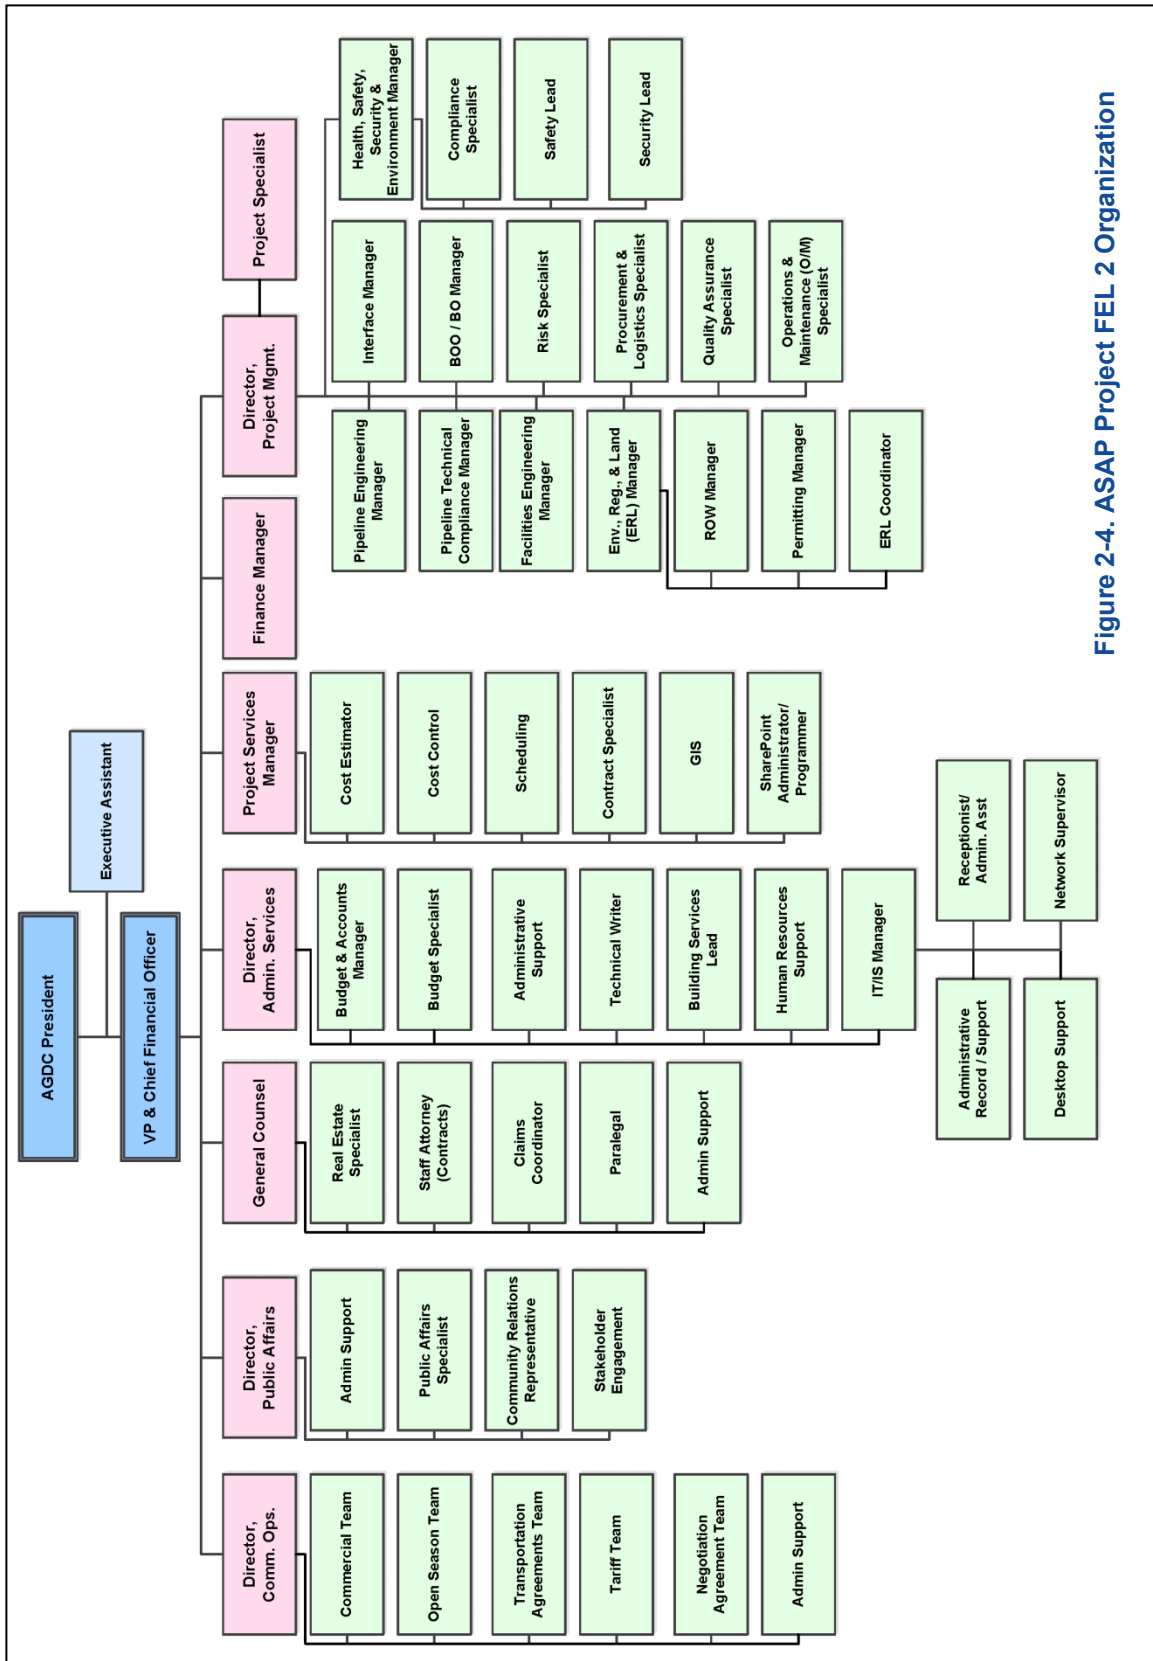 AGDC President
Executive Assistant
VP & Chief Financial Officer
Director,
Comm. Ops.
Commercial Team
Open Season Team
Transportation
Agreements Team
Tariff Team
Negotiation
Agreement Team
Admin Support
Director,
Public Affairs
Admin Support
Public Affairs
Specialist
Community Relations
Representative
Stakeholder
Engagement
General Counsel
Real Estate
Specialist
Staff Attorney
(Contracts)
Claims
Coordinator
Paralegal
Admin Support
Director,
Admin. Services
Budget & Accounts
Manager
Budget Specialist
Administrative
Support
Technical Writer
Building Services
Lead
Human Resources
Support
IT/IS Manager
Administrative
Record / Support
Receptionist/
Admin. Asst
Desktop Support
Network Supervisor
Project Services
Manager
Cost Estimator
Cost Control
Scheduling
Contract Specialist
GIS
SharePoint
Administrator/
Programmer
Finance Manager
Director,
Project Mgmt.
Project Specialist
Pipeline Engineering
Manager
Pipeline Technical
Compliance Manager
Facilities Engineering
Manager
Env., Reg., & Land
(ERL) Manager
ROW Manager
Permitting Manager
ERL Coordinator
Interface Manager
BOO / BO Manager
Risk Specialist
Procurement &
Logistics Specialist
Quality Assurance
Specialist
Operations &
Maintenance (O/M)
Specialist
Health, Safety,
Security &
Environment Manager
Compliance
Specialist
Safety Lead
Security Lead
Figure 2-4. ASAP Project FEL 2 Organization